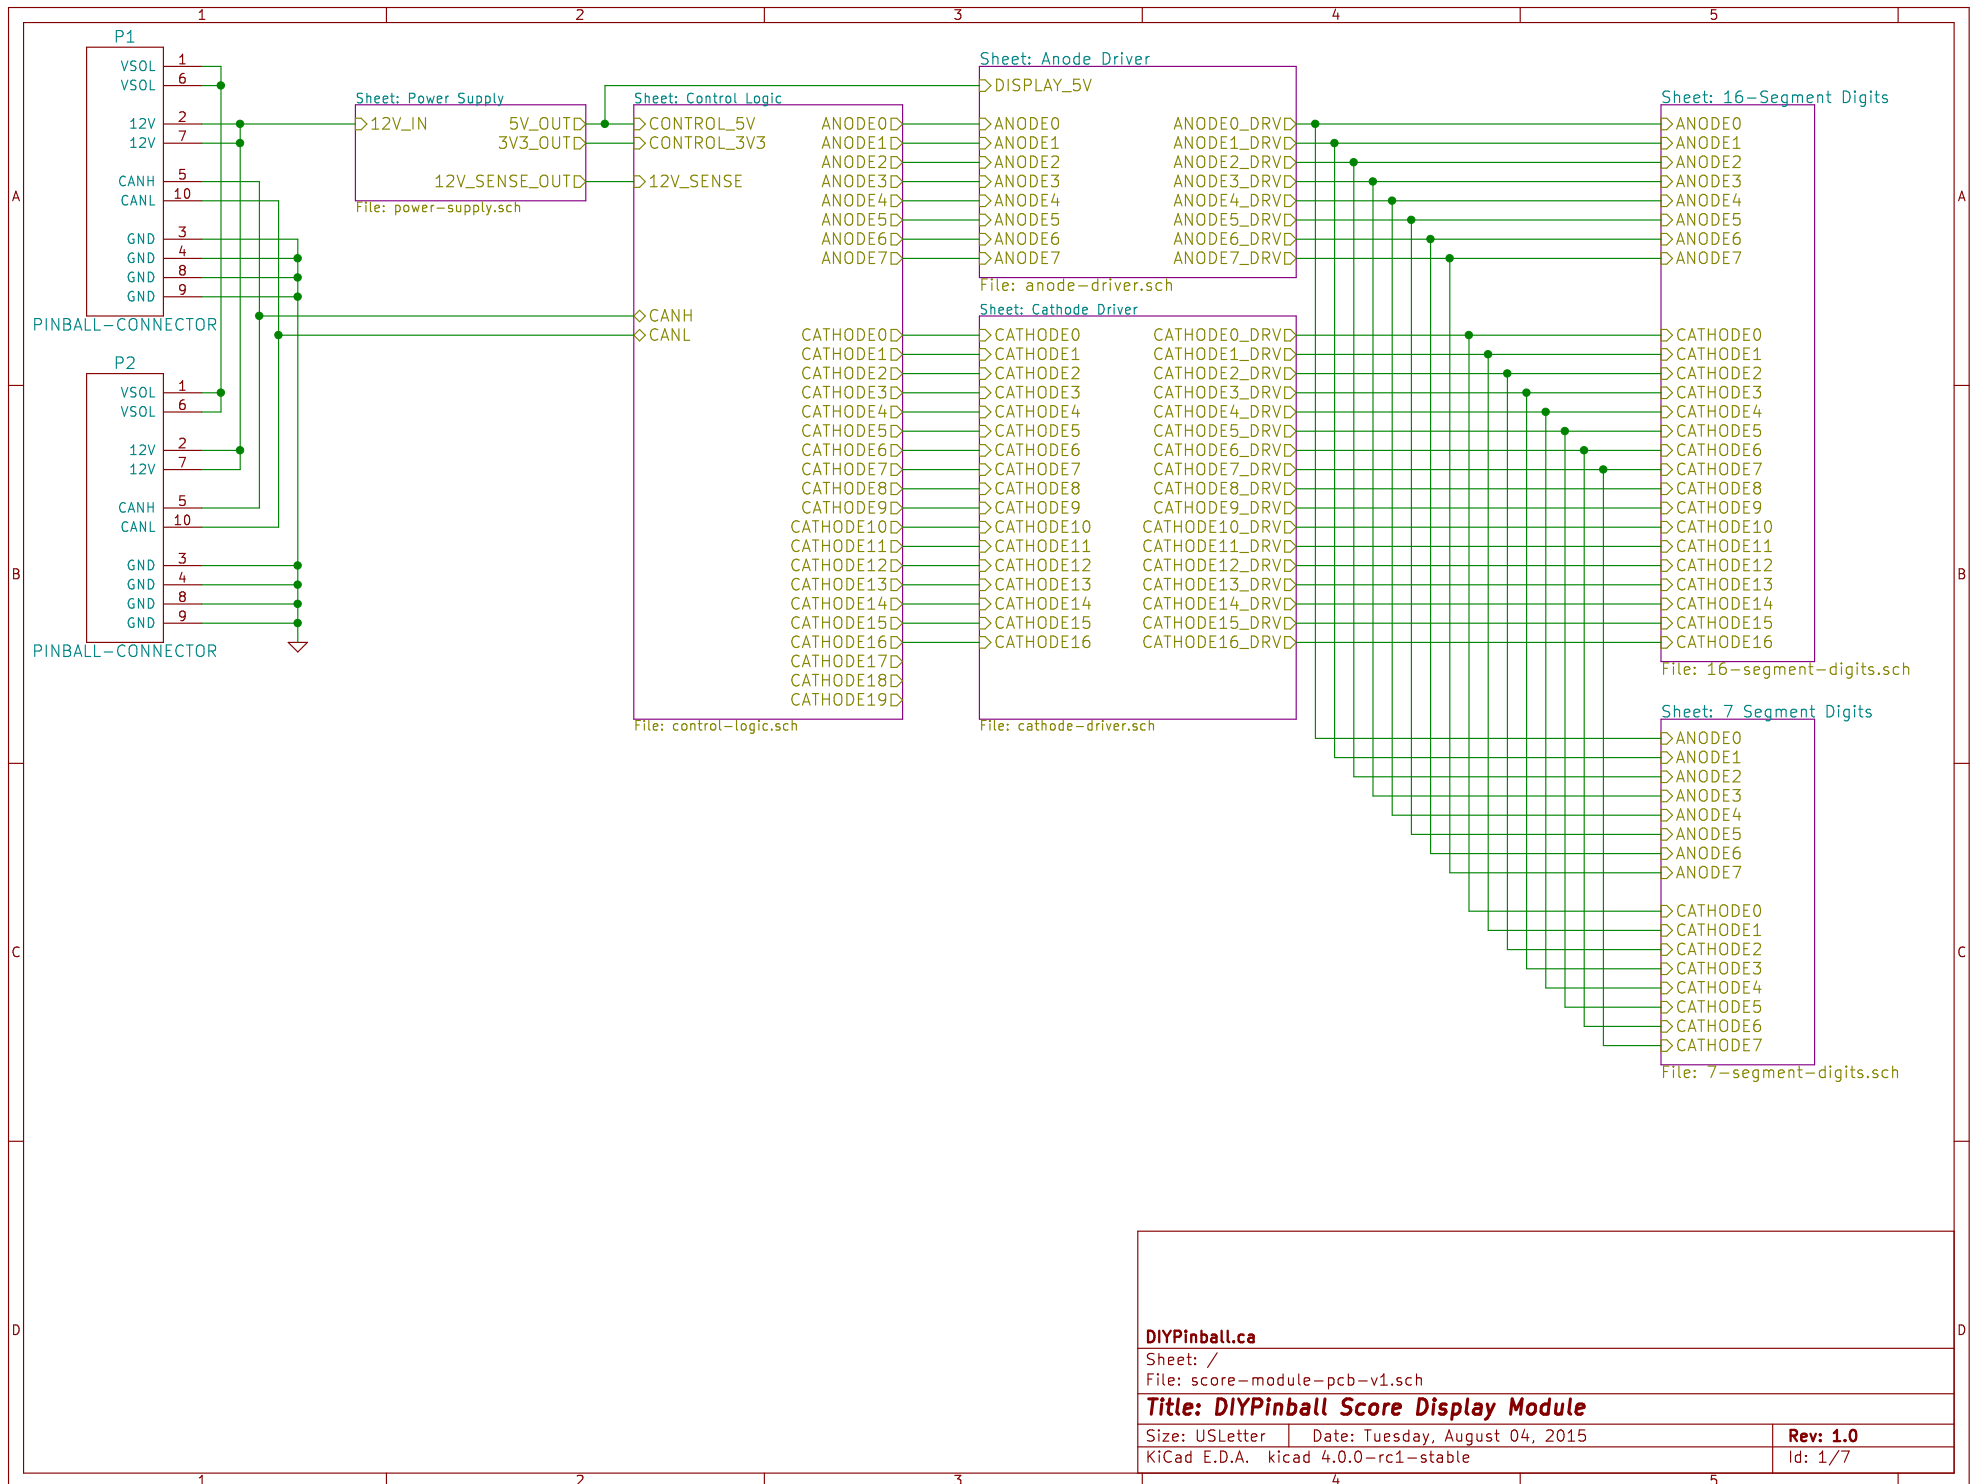 1 2 3 4 5
A A
B B
C C
D D
P1
VSOL 1
VSOL 6
12V 2
12V 7
CANH 5
CANL 10
GND 3
GND 4
GND 8
GND 9
PINBALL-CONNECTOR
P2
VSOL 1
VSOL 6
12V 2
12V 7
CANH 5
CANL 10
GND 3
GND 4
GND 8
GND 9
PINBALL-CONNECTOR
Sheet: Power Supply
12V_IN 5V_OUT
3V3_OUT
12V_SENSE_OUT
File: power-supply.sch
Sheet: Control Logic
CONTROL_5V ANODE0
CONTROL_3V3 ANODE1
ANODE2
12V_SENSE ANODE3
ANODE4
ANODE5
ANODE6
ANODE7
CANH
CANL CATHODE0
CATHODE1
CATHODE2
CATHODE3
CATHODE4
CATHODE5
CATHODE6
CATHODE7
CATHODE8
CATHODE9
CATHODE10
CATHODE11
CATHODE12
CATHODE13
CATHODE14
CATHODE15
CATHODE16
CATHODE17
CATHODE18
CATHODE19
File: control-logic.sch
Sheet: Anode Driver
DISPLAY_5V
ANODE0 ANODE0_DRV
ANODE1 ANODE1_DRV
ANODE2 ANODE2_DRV
ANODE3 ANODE3_DRV
ANODE4 ANODE4_DRV
ANODE5 ANODE5_DRV
ANODE6 ANODE6_DRV
ANODE7 ANODE7_DRV
File: anode-driver.sch
Sheet: Cathode Driver
CATHODE0 CATHODE0_DRV
CATHODE1 CATHODE1_DRV
CATHODE2 CATHODE2_DRV
CATHODE3 CATHODE3_DRV
CATHODE4 CATHODE4_DRV
CATHODE5 CATHODE5_DRV
CATHODE6 CATHODE6_DRV
CATHODE7 CATHODE7_DRV
CATHODE8 CATHODE8_DRV
CATHODE9 CATHODE9_DRV
CATHODE10 CATHODE10_DRV
CATHODE11 CATHODE11_DRV
CATHODE12 CATHODE12_DRV
CATHODE13 CATHODE13_DRV
CATHODE14 CATHODE14_DRV
CATHODE15 CATHODE15_DRV
CATHODE16 CATHODE16_DRV
File: cathode-driver.sch
Sheet: 16-Segment Digits
ANODE0
ANODE1
ANODE2
ANODE3
ANODE4
ANODE5
ANODE6
ANODE7
CATHODE0
CATHODE1
CATHODE2
CATHODE3
CATHODE4
CATHODE5
CATHODE6
CATHODE7
CATHODE8
CATHODE9
CATHODE10
CATHODE11
CATHODE12
CATHODE13
CATHODE14
CATHODE15
CATHODE16
File: 16-segment-digits.sch
Sheet: 7 Segment Digits
ANODE0
ANODE1
ANODE2
ANODE3
ANODE4
ANODE5
ANODE6
ANODE7
CATHODE0
CATHODE1
CATHODE2
CATHODE3
CATHODE4
CATHODE5
CATHODE6
CATHODE7
File: 7-segment-digits.sch
DIYPinball.ca
Sheet: /
File: score-module-pcb-v1.sch
Title: DIYPinball Score Display Module
Size: USLetter Date: Tuesday, August 04, 2015 Rev: 1.0
KiCad E.D.A. kicad 4.0.0-rc1-stable Id: 1/7
1 2 3 4 5